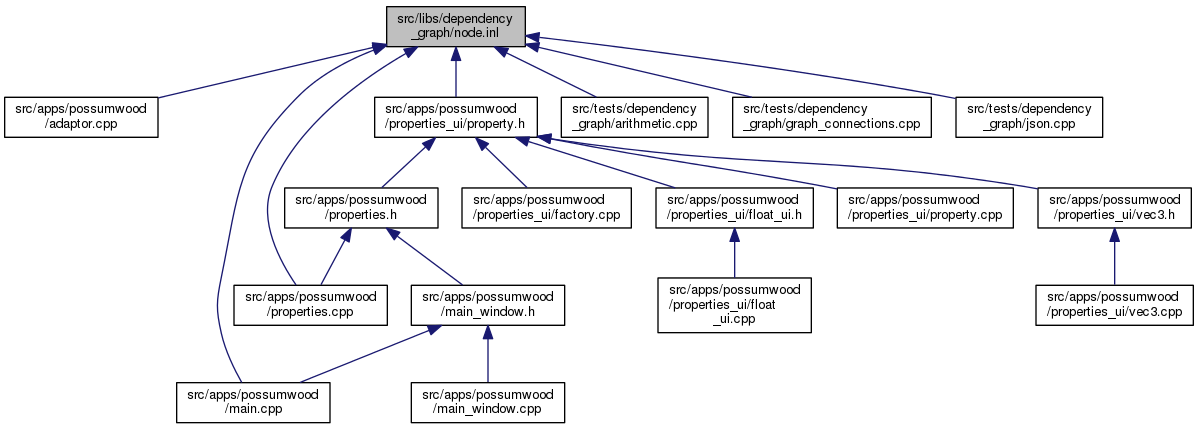 src/libs/dependency
_graph/node.inl
src/apps/possumwood
/adaptor.cpp
src/apps/possumwood
/properties_ui/property.h
src/tests/dependency
_graph/arithmetic.cpp
src/tests/dependency
_graph/graph_connections.cpp
src/tests/dependency
_graph/json.cpp
src/apps/possumwood
/properties.h
src/apps/possumwood
/properties_ui/factory.cpp
src/apps/possumwood
/properties_ui/float_ui.h
src/apps/possumwood
/properties_ui/property.cpp
src/apps/possumwood
/properties_ui/vec3.h
src/apps/possumwood
/properties.cpp
src/apps/possumwood
/main_window.h
src/apps/possumwood
/properties_ui/float
_ui.cpp
src/apps/possumwood
/properties_ui/vec3.cpp
src/apps/possumwood
/main.cpp
src/apps/possumwood
/main_window.cpp